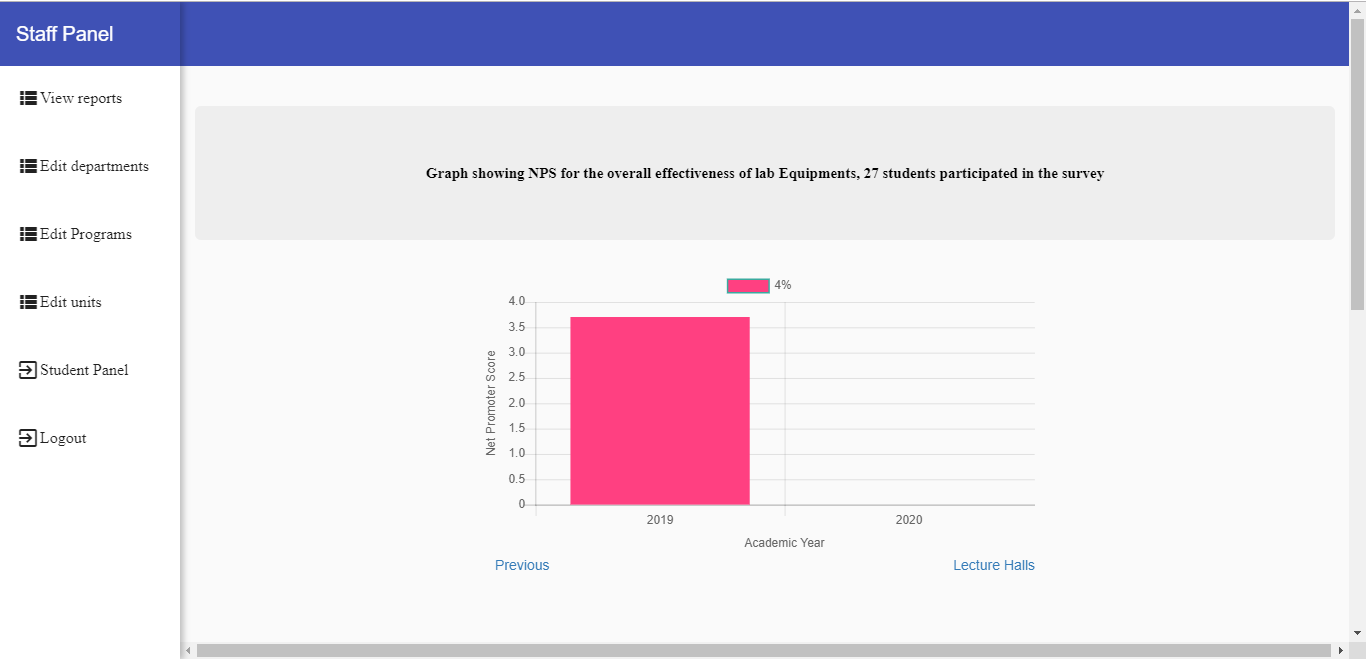 Staff Panel
View reports
Edit departments
Edit Programs
Edit units
Student Panel
Logout
Graph showing NPS for the overall effectiveness of lab Equipments, 27 students participated in the survey
4%
4.0
3.5
3.0
2.5
2.0
1.5
1.0
0.5
0
Net Promoter Score
2019 2020
Academic Year
Previous Lecture Halls